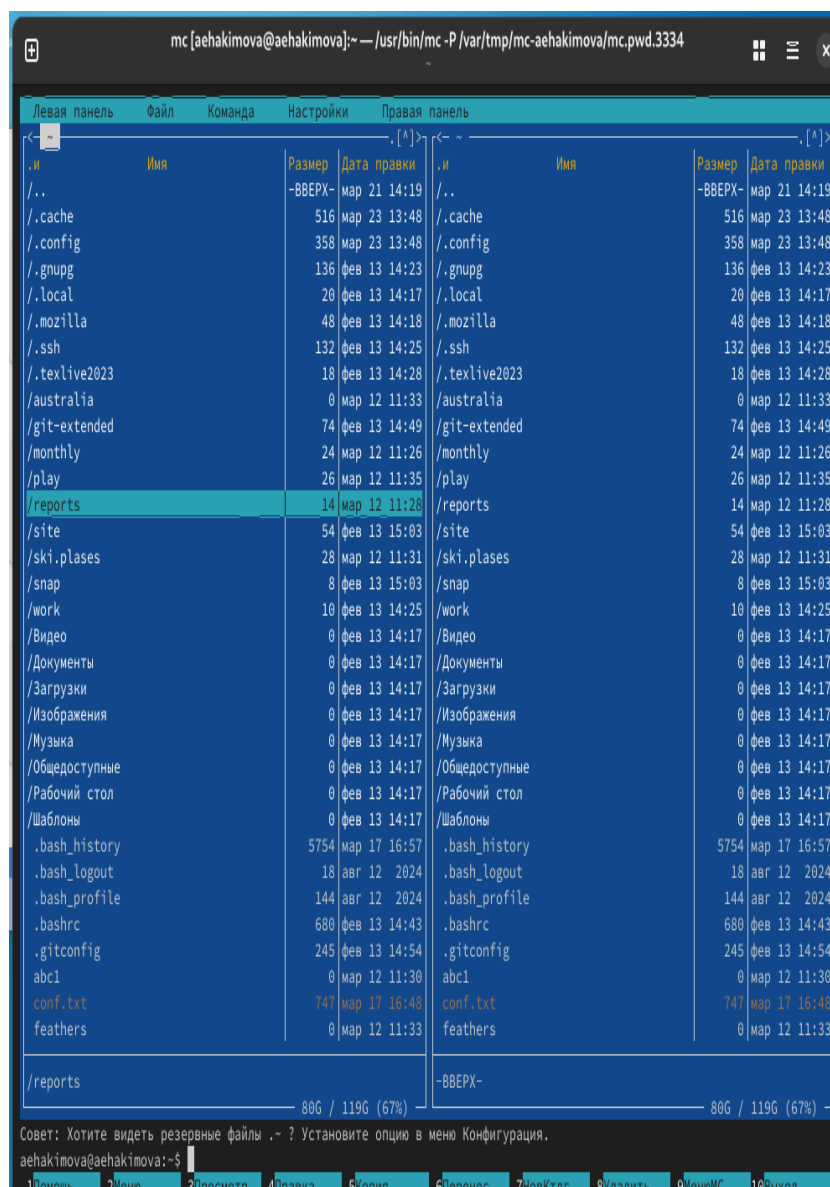 mc [aehakimova@aehakimova]:~ — /usr/bin/mc -P /var/tmp/mc-aehakimova/mc.pwd.3334
~
Левая панель Файл Команда Настройки Правая панель
<— ~ .[^]> <— ~ .[^]>
.и Имя Размер Дата правки .и Имя Размер Дата правки
/.. -ВВЕРХ- мар 21 14:19 /.. -ВВЕРХ- мар 21 14:19
/.cache 516 мар 23 13:48 /.cache 516 мар 23 13:48
/.config 358 мар 23 13:48 /.config 358 мар 23 13:48
/.gnupg 136 фев 13 14:23 /.gnupg 136 фев 13 14:23
/.local 20 фев 13 14:17 /.local 20 фев 13 14:17
/.mozilla 48 фев 13 14:18 /.mozilla 48 фев 13 14:18
/.ssh 132 фев 13 14:25 /.ssh 132 фев 13 14:25
/.texlive2023 18 фев 13 14:28 /.texlive2023 18 фев 13 14:28
/australia 0 мар 12 11:33 /australia 0 мар 12 11:33
/git-extended 74 фев 13 14:49 /git-extended 74 фев 13 14:49
/monthly 24 мар 12 11:26 /monthly 24 мар 12 11:26
/play 26 мар 12 11:35 /play 26 мар 12 11:35
/reports 14 мар 12 11:28 /reports 14 мар 12 11:28
/site 54 фев 13 15:03 /site 54 фев 13 15:03
/ski.plases 28 мар 12 11:31 /ski.plases 28 мар 12 11:31
/snap 8 фев 13 15:03 /snap 8 фев 13 15:03
/work 10 фев 13 14:25 /work 10 фев 13 14:25
/Видео 0 фев 13 14:17 /Видео 0 фев 13 14:17
/Документы 0 фев 13 14:17 /Документы 0 фев 13 14:17
/Загрузки 0 фев 13 14:17 /Загрузки 0 фев 13 14:17
/Изображения 0 фев 13 14:17 /Изображения 0 фев 13 14:17
/Музыка 0 фев 13 14:17 /Музыка 0 фев 13 14:17
/Общедоступные 0 фев 13 14:17 /Общедоступные 0 фев 13 14:17
/Рабочий стол 0 фев 13 14:17 /Рабочий стол 0 фев 13 14:17
/Шаблоны 0 фев 13 14:17 /Шаблоны 0 фев 13 14:17
.bash_history 5754 мар 17 16:57 .bash_history 5754 мар 17 16:57
.bash_logout 18 авг 12 2024 .bash_logout 18 авг 12 2024
.bash_profile 144 авг 12 2024 .bash_profile 144 авг 12 2024
.bashrc 680 фев 13 14:43 .bashrc 680 фев 13 14:43
.gitconfig 245 фев 13 14:54 .gitconfig 245 фев 13 14:54
abc1 0 мар 12 11:30 abc1 0 мар 12 11:30
conf.txt 747 мар 17 16:48 conf.txt 747 мар 17 16:48
feathers 0 мар 12 11:33 feathers 0 мар 12 11:33
/reports -ВВЕРХ-
80G / 119G (67%) 80G / 119G (67%)
Совет: Хотите видеть резервные файлы .~ ? Установите опцию в меню Конфигурация.
aehakimova@aehakimova:~$
1Помощь 2Меню 3Просмотр 4Правка 5Копия 6Перенос 7НовКтлг 8Удалить 9МенюMC 10Выход